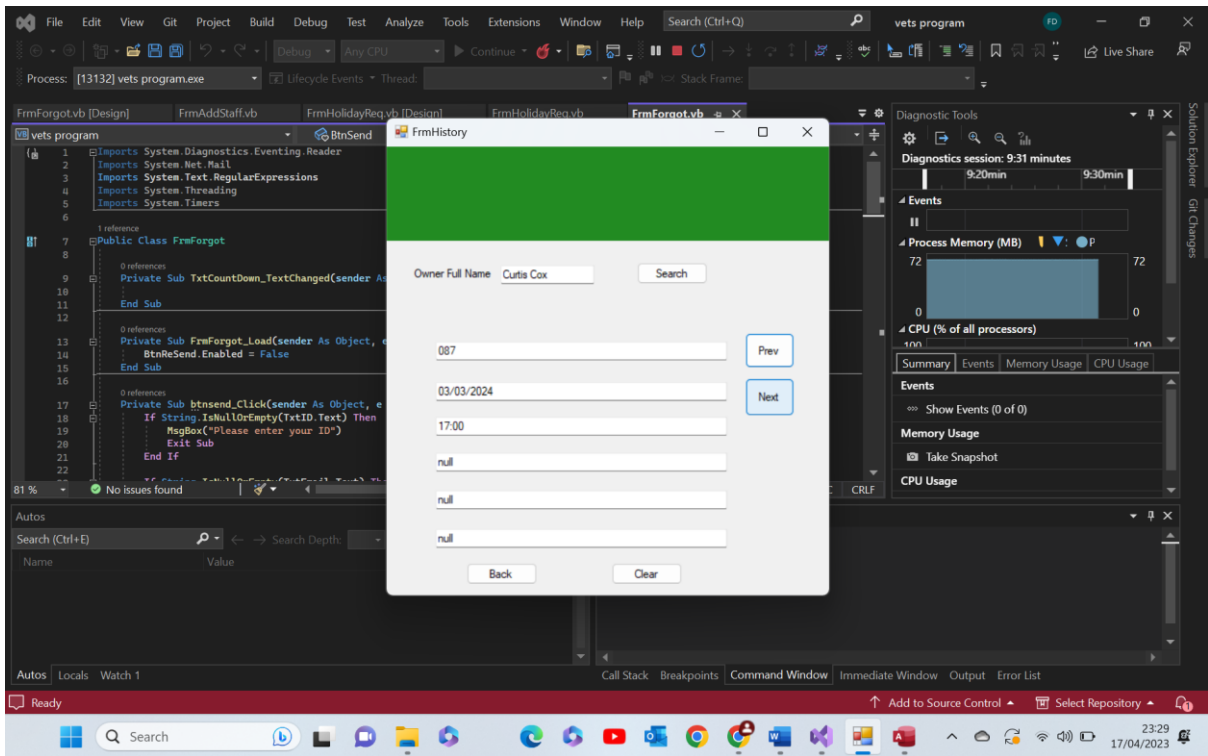 File Edit View Git Project Build Debug Test Analyze Tools Extensions Window Help Search (Ctrl+Q) vets program FD
Debug Any CPU Continue Live Share
Process: [13132] vets program.exe Lifecycle Events Thread: Stack Frame:
FrmForgot.vb [Design] FrmAddStaff.vb FrmHolidayReq.vb [Design] FrmHolidayReq.vb FrmForgot.vb
VB vets program BtnSend
1 Imports System.Diagnostics.Eventing.Reader
2 Imports System.Net.Mail
3 Imports System.Text.RegularExpressions
4 Imports System.Threading
5 Imports System.Timers
6
1 reference
7 Public Class FrmForgot
8
0 references
9 Private Sub TxtCountDown_TextChanged(sender As
10
11 End Sub
12
0 references
13 Private Sub FrmForgot_Load(sender As Object, e
14 BtnReSend.Enabled = False
15 End Sub
16
0 references
17 Private Sub btnsend_Click(sender As Object, e
18 If String.IsNullOrEmpty(TxtID.Text) Then
19 MsgBox("Please enter your ID")
20 Exit Sub
21 End If
22
81 % No issues found CRLF
FrmHistory
Owner Full Name Curtis Cox Search
087
Prev
03/03/2024
Next
17:00
null
null
null
Back Clear
Diagnostic Tools
Diagnostics session: 9:31 minutes
9:20min 9:30min
Events
Process Memory (MB) P
72 72
0 0
CPU (% of all processors)
100 100
Summary Events Memory Usage CPU Usage
Events
Show Events (0 of 0)
Memory Usage
Take Snapshot
CPU Usage
Solution Explorer
Git Changes
Autos
Search (Ctrl+E) Search Depth:
Name Value
Autos Locals Watch 1
Call Stack Breakpoints Command Window Immediate Window Output Error List
Ready Add to Source Control Select Repository 1
Search 23:29
17/04/2023